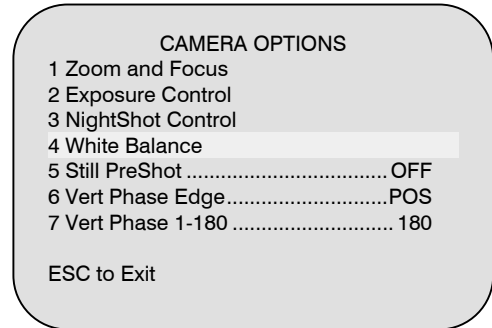 CAMERA OPTIONS
1 Zoom and Focus
2 Exposure Control
3 NightShot Control
4 White Balance
5 Still PreShot ................................... OFF
6 Vert Phase Edge............................POS
7 Vert Phase 1-180 ............................ 180
ESC to Exit